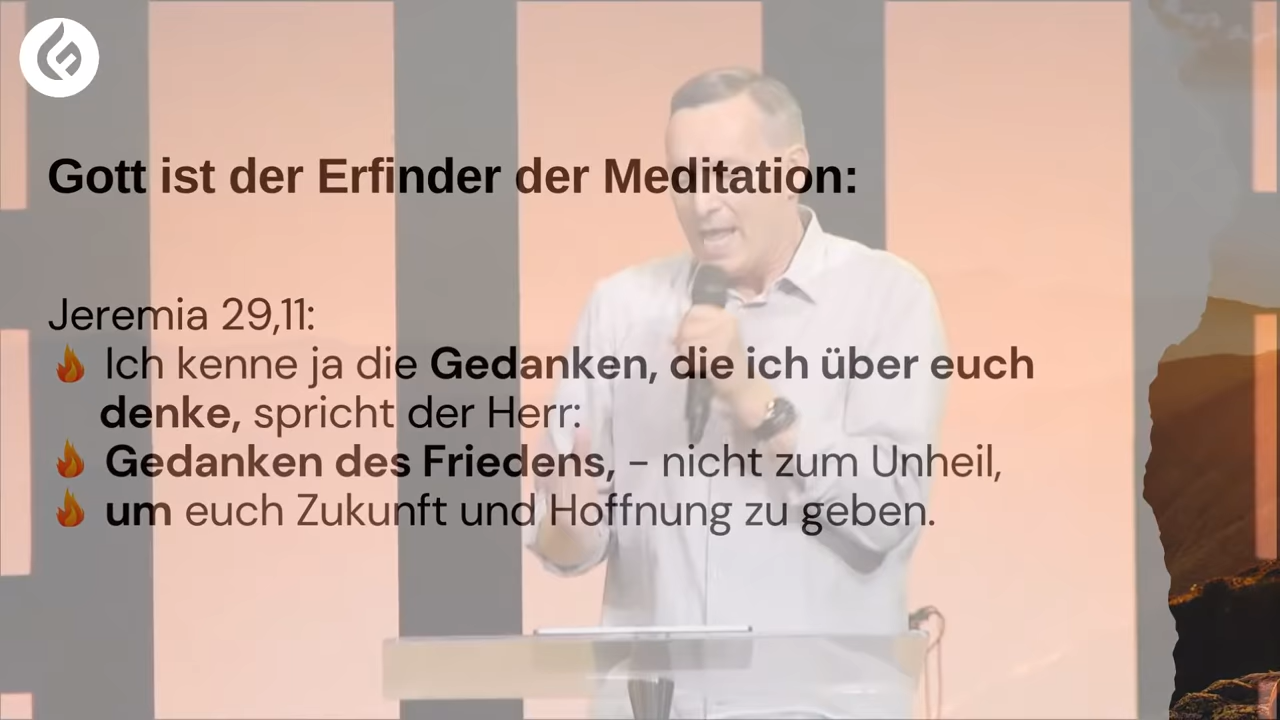 Gott ist der Erfinder der Meditation:
Jeremia 29,11:
🔥 Ich kenne ja die Gedanken, die ich über euch
denke, spricht der Herr:
🔥 Gedanken des Friedens, – nicht zum Unheil,
🔥 um euch Zukunft und Hoffnung zu geben.